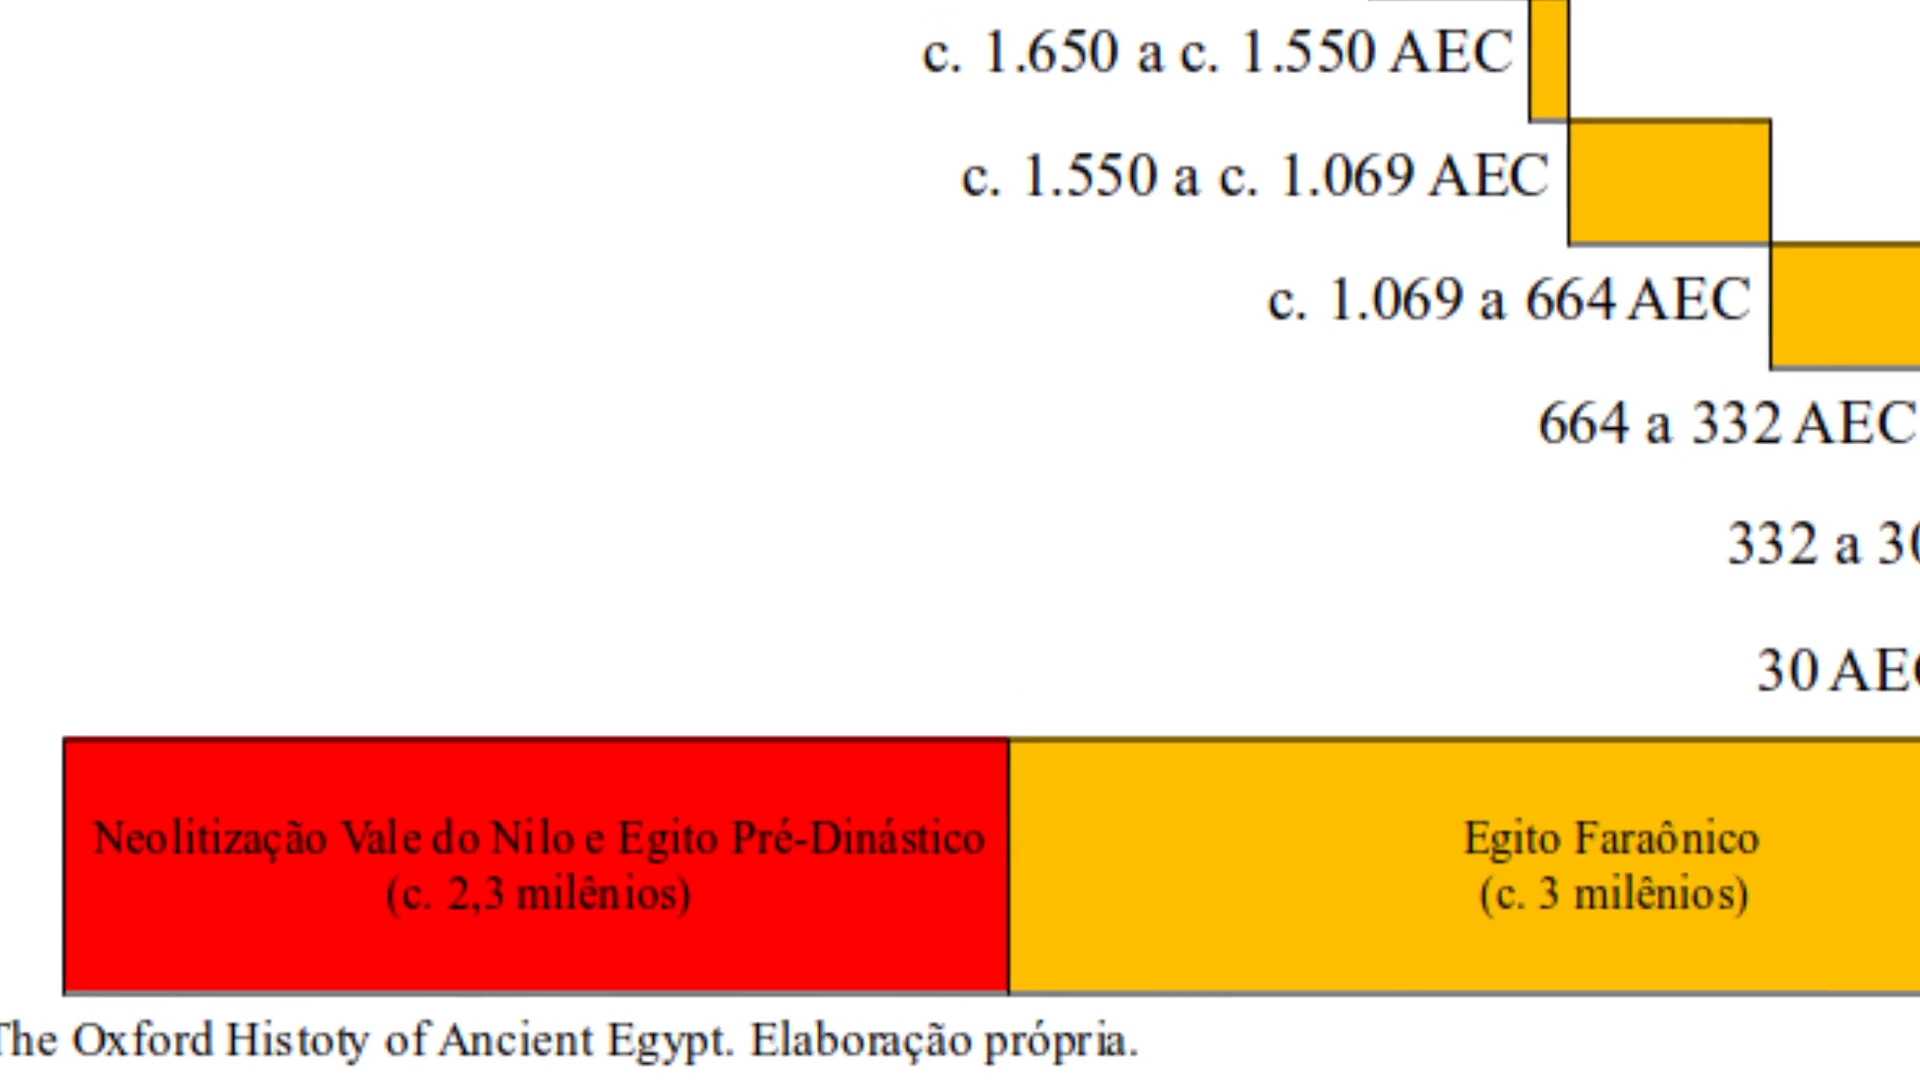 c. 1.650 a c. 1.550 AEC
c. 1.550 a c. 1.069 AEC
c. 1.069 a 664 AEC
664 a 332 AEC
332 a 30
30 AEC
Neolitização Vale do Nilo e Egito Pré-Dinástico
(c. 2,3 milênios)
Egito Faraônico
(c. 3 milênios)
The Oxford Histoty of Ancient Egypt. Elaboração própria.